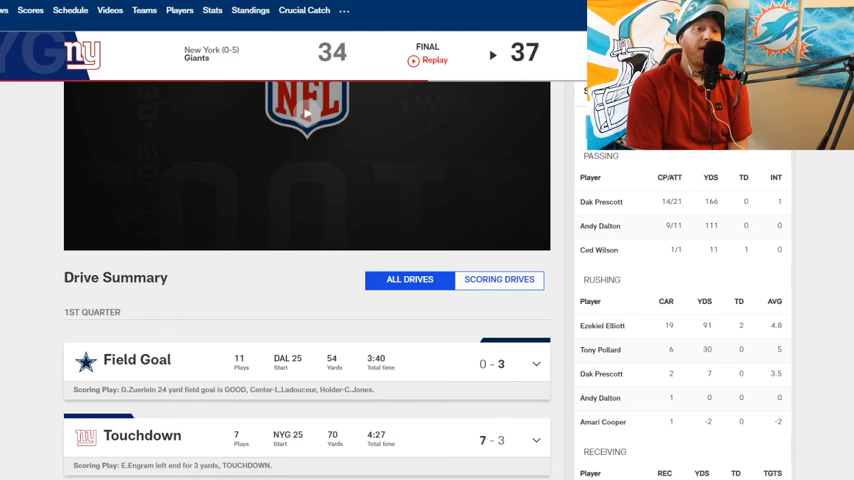 Scores Schedule Videos Teams Players Stats Standings Crucial Catch ...
ny
New York (0-5)
Giants
34
FINAL
Replay
37
NFL
Drive Summary
ALL DRIVES SCORING DRIVES
1ST QUARTER
Field Goal 11 Plays DAL 25 Start 54 Yards 3:40 Total time 0 - 3
Scoring Play: G.Zuerlein 24 yard field goal is GOOD, Center-L.Ladouceur, Holder-C.Jones.
ny Touchdown 7 Plays NYG 25 Start 70 Yards 4:27 Total time 7 - 3
Scoring Play: E.Engram left end for 3 yards, TOUCHDOWN.
PASSING
Player CP/ATT YDS TD INT
Dak Prescott 14/21 166 0 1
Andy Dalton 9/11 111 0 0
Ced Wilson 1/1 11 1 0
RUSHING
Player CAR YDS TD AVG
Ezekiel Elliott 19 91 2 4.8
Tony Pollard 6 30 0 5
Dak Prescott 2 7 0 3.5
Andy Dalton 1 0 0 0
Amari Cooper 1 -2 0 -2
RECEIVING
Player REC YDS TD TGTS